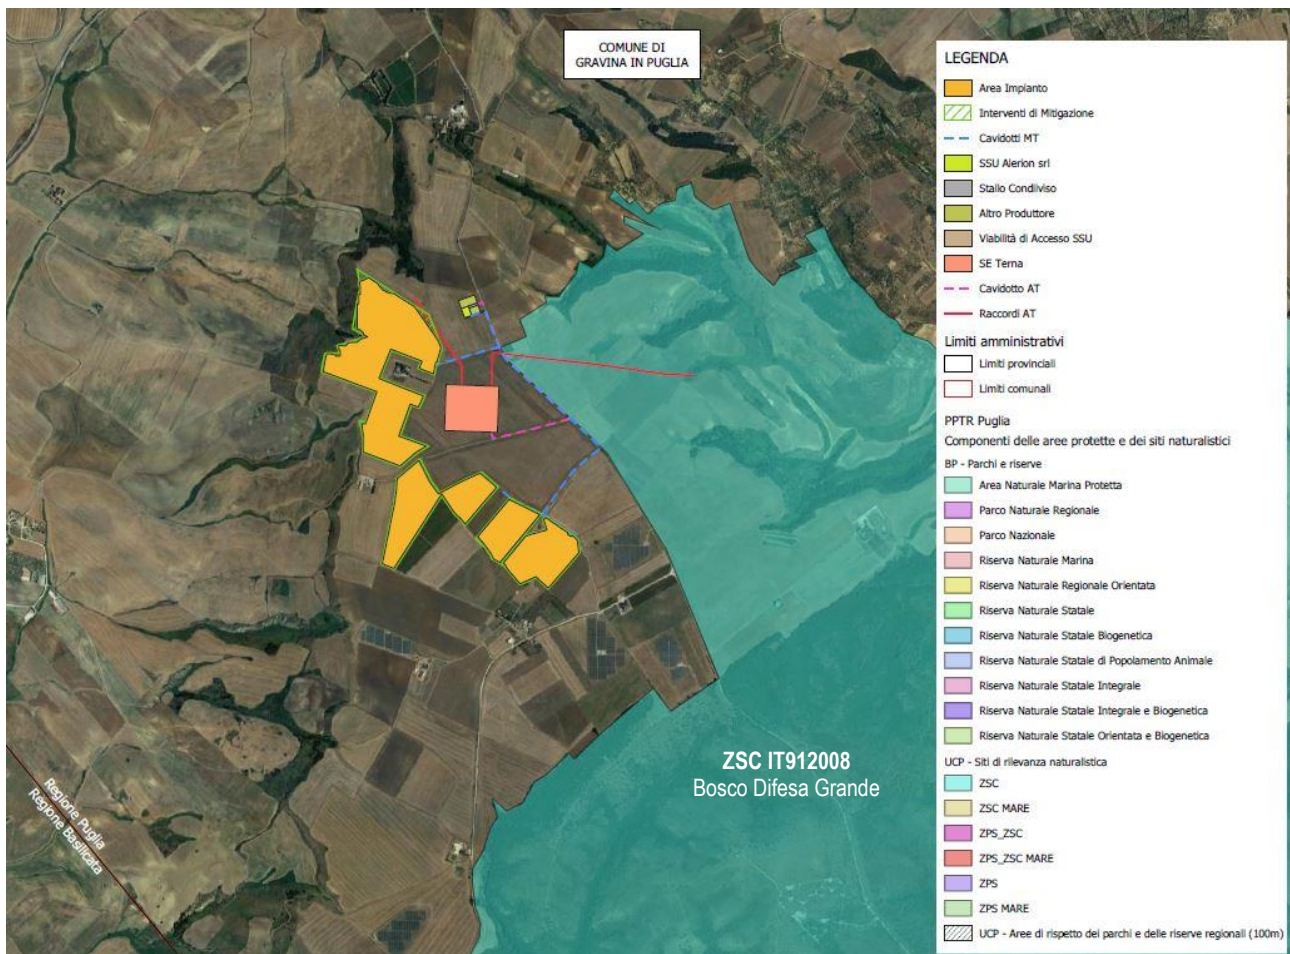 COMUNE DI
GRAVINA IN PUGLIA
LEGENDA
Area Impianto
Interventi di Mitigazione
Cavidotti MT
SSU Alerion srl
Stallo Condiviso
Altro Produttore
Viabilità di Accesso SSU
SE Terna
Cavidotto AT
Raccordi AT
Limiti amministrativi
Limiti provinciali
Limiti comunali
PPTR Puglia
Componenti delle aree protette e dei siti naturalistici
BP - Parchi e riserve
Area Naturale Marina Protetta
Parco Naturale Regionale
Parco Nazionale
Riserva Naturale Marina
Riserva Naturale Regionale Orientata
Riserva Naturale Statale
Riserva Naturale Statale Biogenetica
Riserva Naturale Statale di Popolamento Animale
Riserva Naturale Statale Integrale
Riserva Naturale Statale Integrale e Biogenetica
Riserva Naturale Statale Orientata e Biogenetica
UCP - Siti di rilevanza naturalistica
ZSC
ZSC MARE
ZPS_ZSC
ZPS_ZSC MARE
ZPS
ZPS MARE
UCP - Aree di rispetto dei parchi e delle riserve regionali (100m)
ZSC IT912008
Bosco Difesa Grande
Regione Puglia
Regione Basilicata